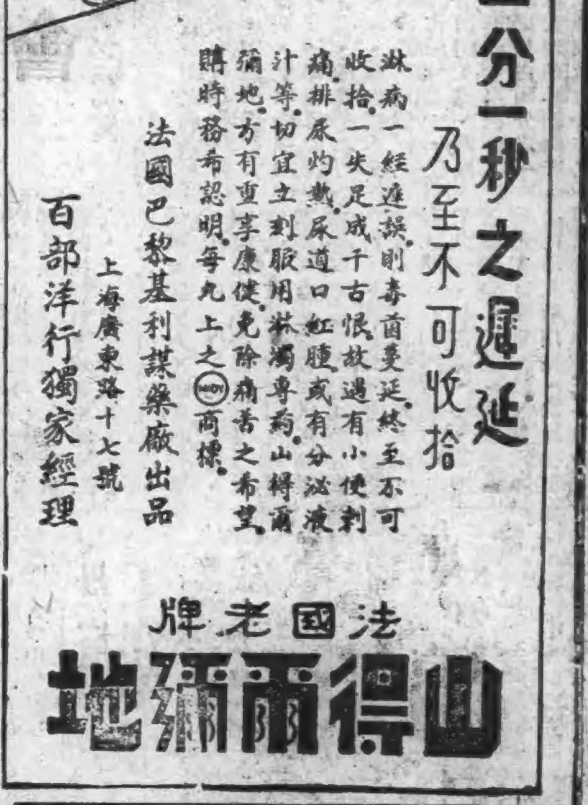 分一秒之遲延
乃至不可收拾
淋病一經遲誤。則毒菌蔓延。終至不可
收拾。一失足成千古恨。故遇有小便刺
痛。排尿灼熱。尿道口紅腫。或有分泌液
汁等。切宜立刻服用淋濁專葯。山得爾
彌地。方有重享康健。免除痛苦之希望。
購時務希認明。每丸上之MIDY商標。
法國巴黎基利謀藥廠出品
上海廣東路十七號
百部洋行獨家經理
法國老牌
山得爾彌地